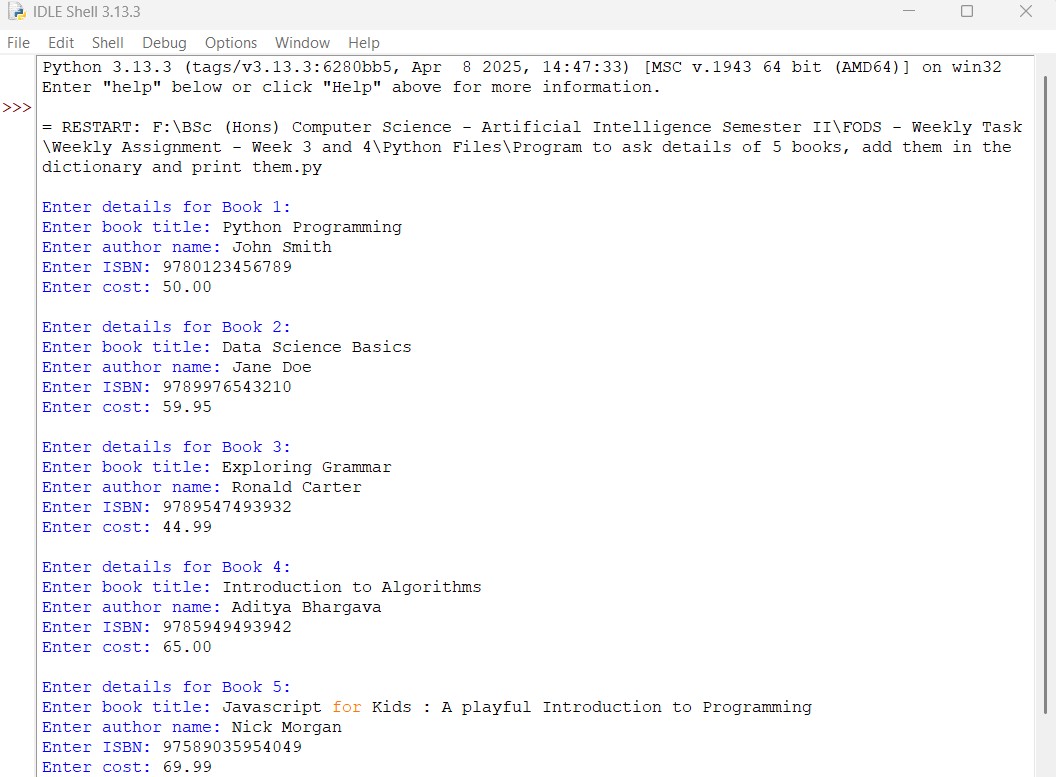 IDLE Shell 3.13.3
File Edit Shell Debug Options Window Help
Python 3.13.3 (tags/v3.13.3:6280bb5, Apr  8 2025, 14:47:33) [MSC v.1943 64 bit (AMD64)] on win32
Enter "help" below or click "Help" above for more information.
>>>
= RESTART: F:\BSc (Hons) Computer Science - Artificial Intelligence Semester II\FODS - Weekly Task
\Weekly Assignment - Week 3 and 4\Python Files\Program to ask details of 5 books, add them in the
dictionary and print them.py
Enter details for Book 1:
Enter book title: Python Programming
Enter author name: John Smith
Enter ISBN: 9780123456789
Enter cost: 50.00
Enter details for Book 2:
Enter book title: Data Science Basics
Enter author name: Jane Doe
Enter ISBN: 9789976543210
Enter cost: 59.95
Enter details for Book 3:
Enter book title: Exploring Grammar
Enter author name: Ronald Carter
Enter ISBN: 9789547493932
Enter cost: 44.99
Enter details for Book 4:
Enter book title: Introduction to Algorithms
Enter author name: Aditya Bhargava
Enter ISBN: 9785949493942
Enter cost: 65.00
Enter details for Book 5:
Enter book title: Javascript for Kids : A playful Introduction to Programming
Enter author name: Nick Morgan
Enter ISBN: 97589035954049
Enter cost: 69.99